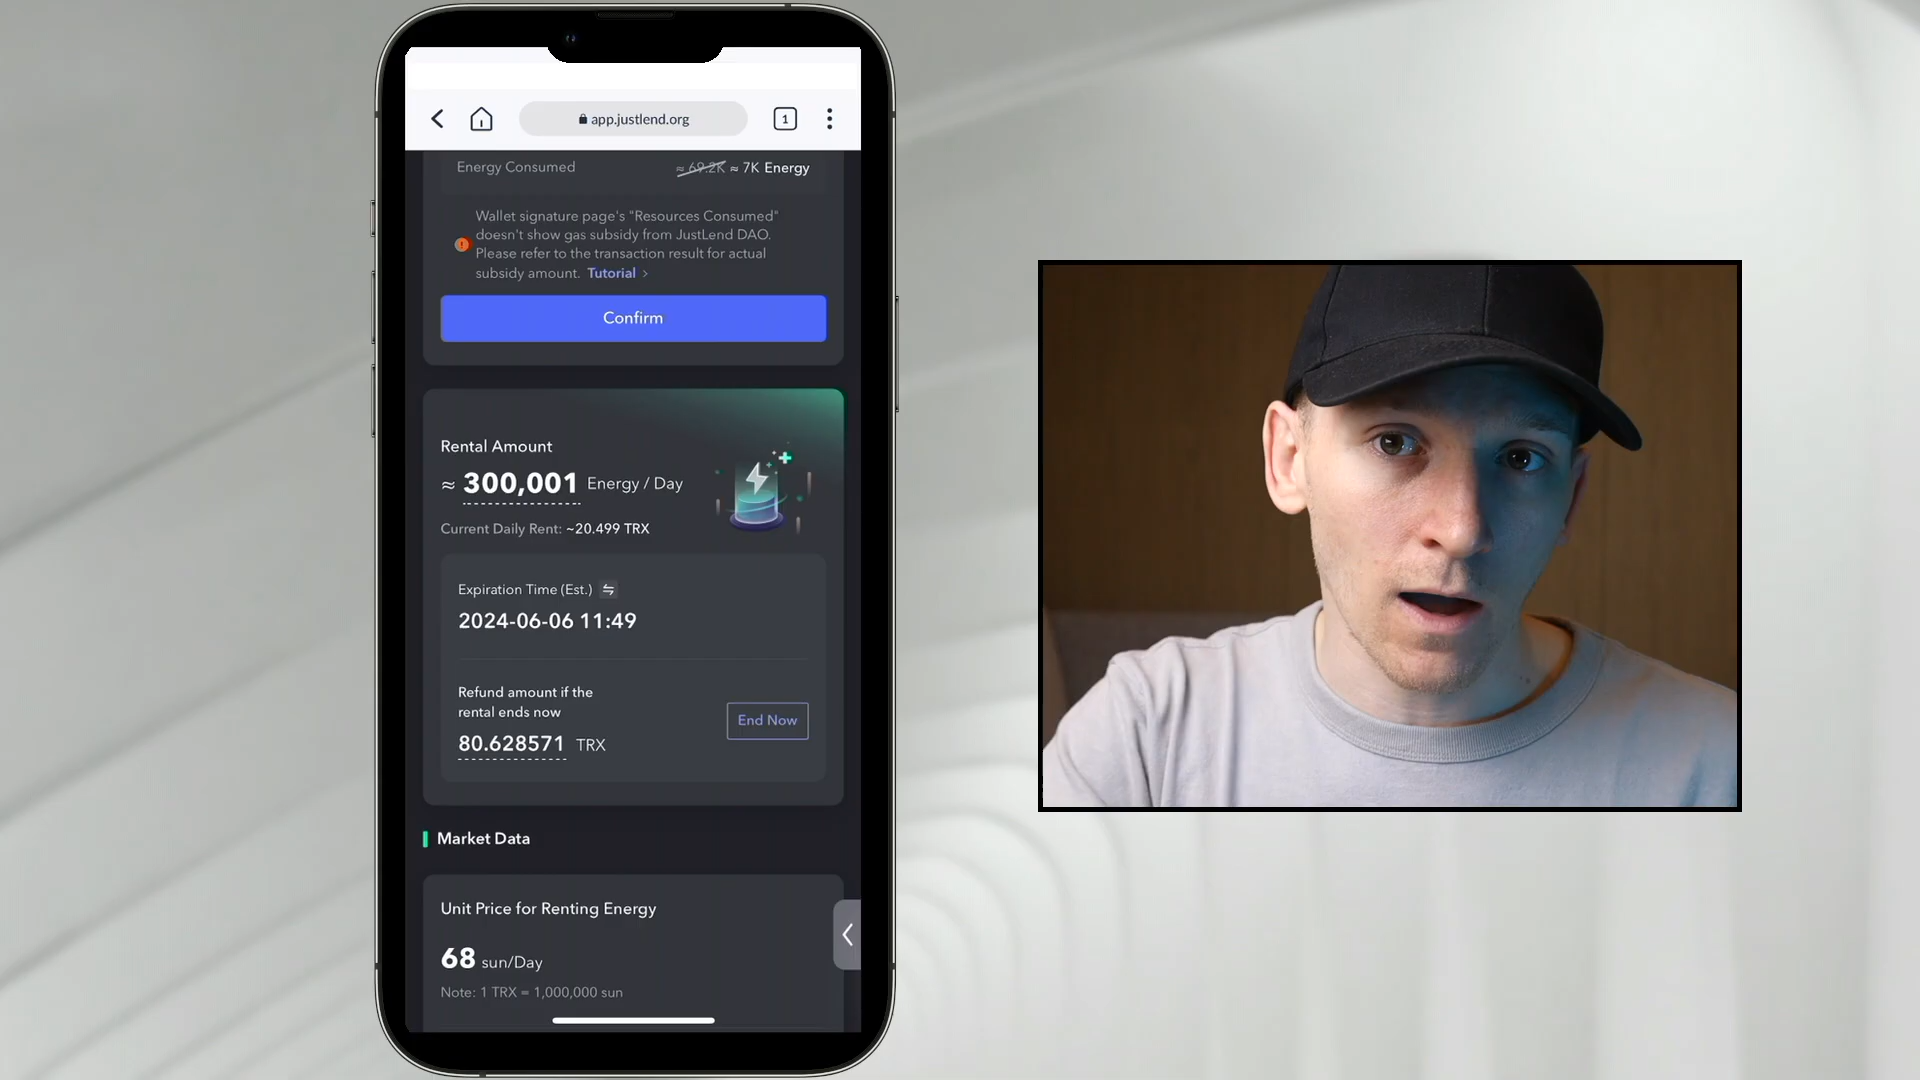 app.justlend.org
1
Energy Consumed ≈ 69.2K ≈ 7K Energy
Wallet signature page's "Resources Consumed"
doesn't show gas subsidy from JustLend DAO.
Please refer to the transaction result for actual
subsidy amount. Tutorial >
Confirm
Rental Amount
≈ 300,001 Energy / Day
Current Daily Rent: ~20.499 TRX
Expiration Time (Est.)
2024-06-06 11:49
Refund amount if the
rental ends now
80.628571 TRX
End Now
Market Data
Unit Price for Renting Energy
68 sun/Day
Note: 1 TRX = 1,000,000 sun